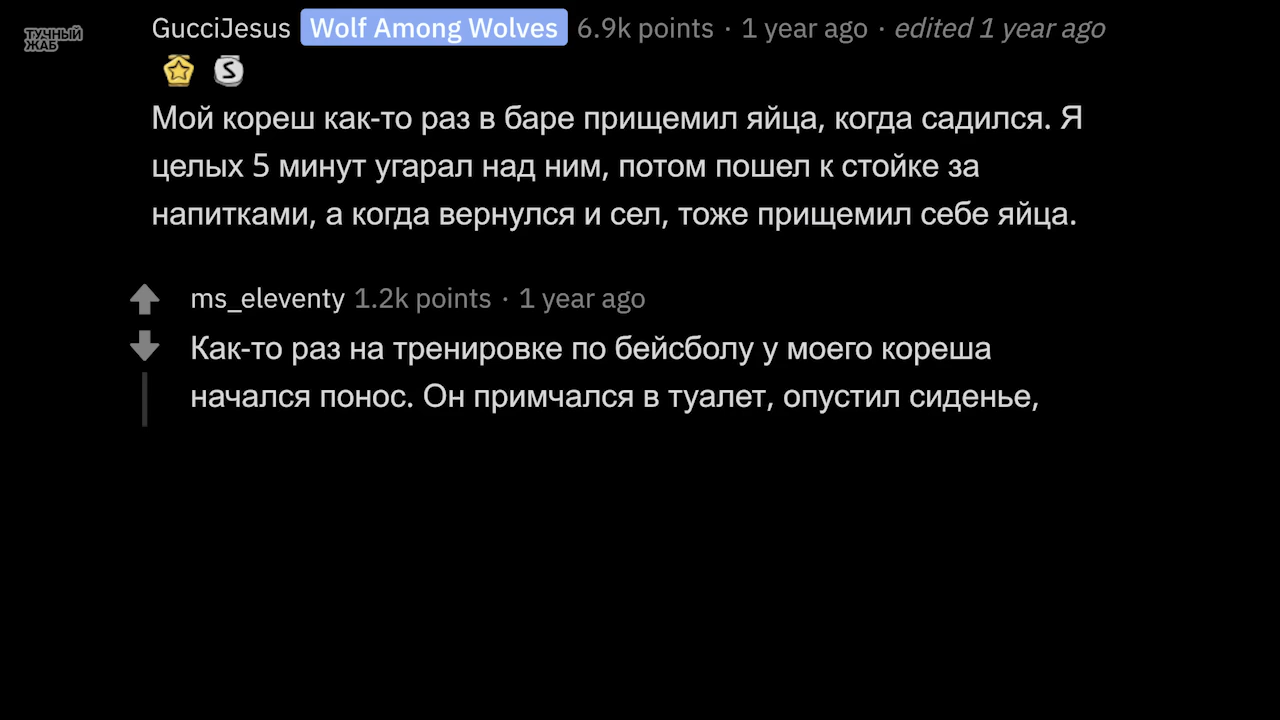 ТУЧНЫЙ
ЖАБ
GucciJesus Wolf Among Wolves 6.9k points · 1 year ago · edited 1 year ago
S
Мой кореш как-то раз в баре прищемил яйца, когда садился. Я
целых 5 минут угарал над ним, потом пошел к стойке за
напитками, а когда вернулся и сел, тоже прищемил себе яйца.
ms_eleventy 1.2k points · 1 year ago
Как-то раз на тренировке по бейсболу у моего кореша
начался понос. Он примчался в туалет, опустил сиденье,